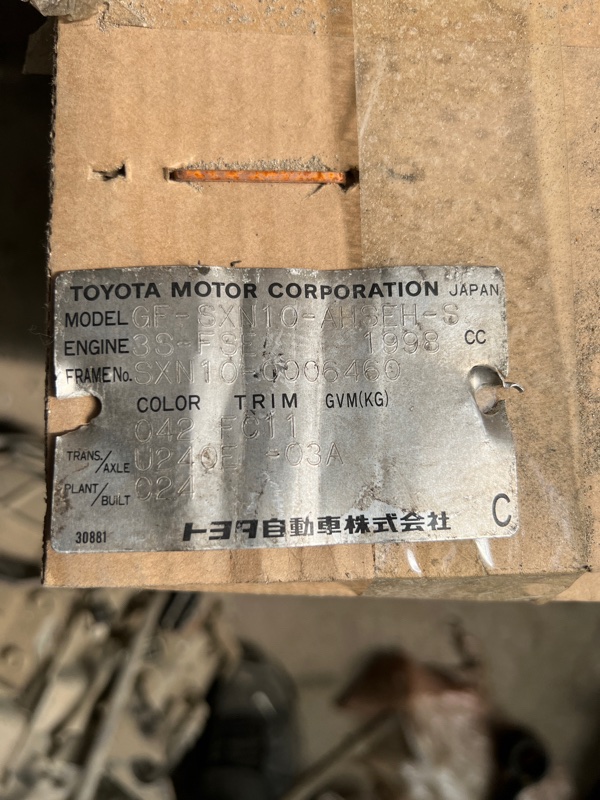 TOYOTA MOTOR CORPORATION JAPAN
MODEL GF-SXN10-AHSEH-S
ENGINE 3S-FS 1998 CC
FRAME No. SXN10-0006460
COLOR TRIM GVM(KG)
042 FC11
TRANS./AXLE U240E -03A
PLANT/BUILT 024
30881 トヨタ自動車株式会社 C